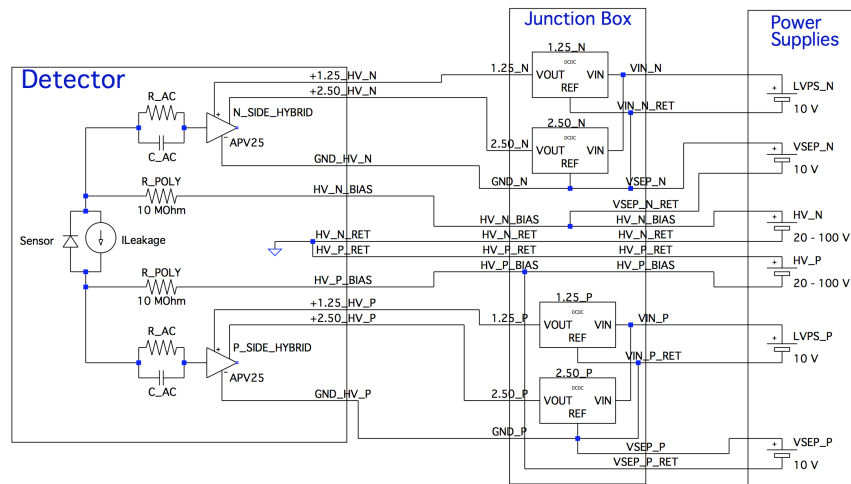 Detector
Junction Box
Power
Supplies
R_AC
C_AC
+1.25_HV_N
+2.50_HV_N
N_SIDE_HYBRID
APV25
GND_HV_N
R_POLY
10 MOhm
HV_N_BIAS
Sensor
ILeakage
HV_N_RET
HV_P_RET
R_POLY
10 MOhm
HV_P_BIAS
+1.25_HV_P
+2.50_HV_P
R_AC
C_AC
P_SIDE_HYBRID
APV25
GND_HV_P
1.25_N
1.25_N
DCDC
VOUT VIN
REF
VIN_N
VIN_N_RET
2.50_N
2.50_N
DCDC
VOUT VIN
REF
GND_N
VSEP_N
VSEP_N_RET
HV_N_BIAS HV_N_BIAS
HV_N_RET HV_N_RET
HV_P_RET HV_P_RET
HV_P_BIAS HV_P_BIAS
1.25_P
1.25_P
DCDC
VOUT VIN
REF
VIN_P
VIN_P_RET
2.50_P
2.50_P
DCDC
VOUT VIN
REF
GND_P
VSEP_P
VSEP_P_RET
+ LVPS_N
10 V
+ VSEP_N
10 V
+ HV_N
20 - 100 V
+ HV_P
20 - 100 V
+ LVPS_P
10 V
+ VSEP_P
10 V